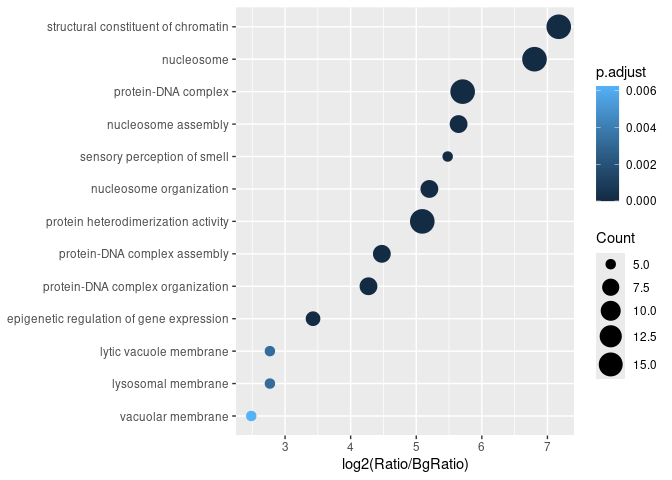 structural constituent of chromatin
nucleosome
protein-DNA complex
nucleosome assembly
sensory perception of smell
nucleosome organization
protein heterodimerization activity
protein-DNA complex assembly
protein-DNA complex organization
epigenetic regulation of gene expression
lytic vacuole membrane
lysosomal membrane
vacuolar membrane
3 4 5 6 7
log2(Ratio/BgRatio)
p.adjust
0.006
0.004
0.002
0.000
Count
5.0
7.5
10.0
12.5
15.0